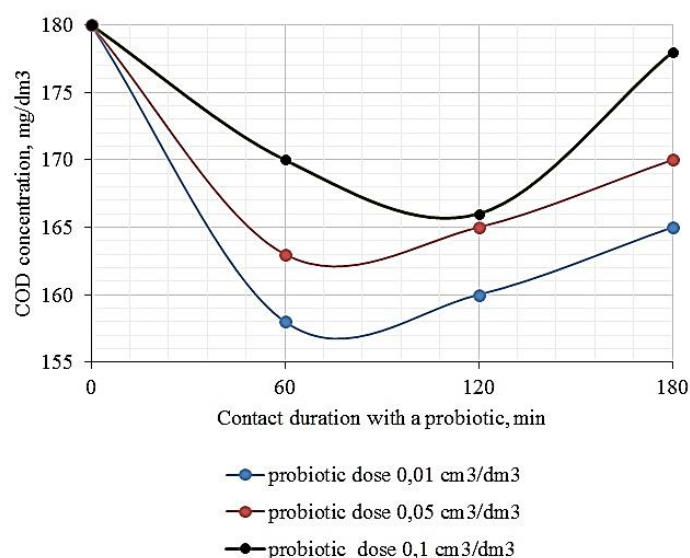 COD concentration, mg/dm3
180
175
170
165
160
155
0
60
120
180
Contact duration with a probiotic, min
probiotic dose 0,01 cm3/dm3
probiotic dose 0,05 cm3/dm3
probiotic dose 0,1 cm3/dm3